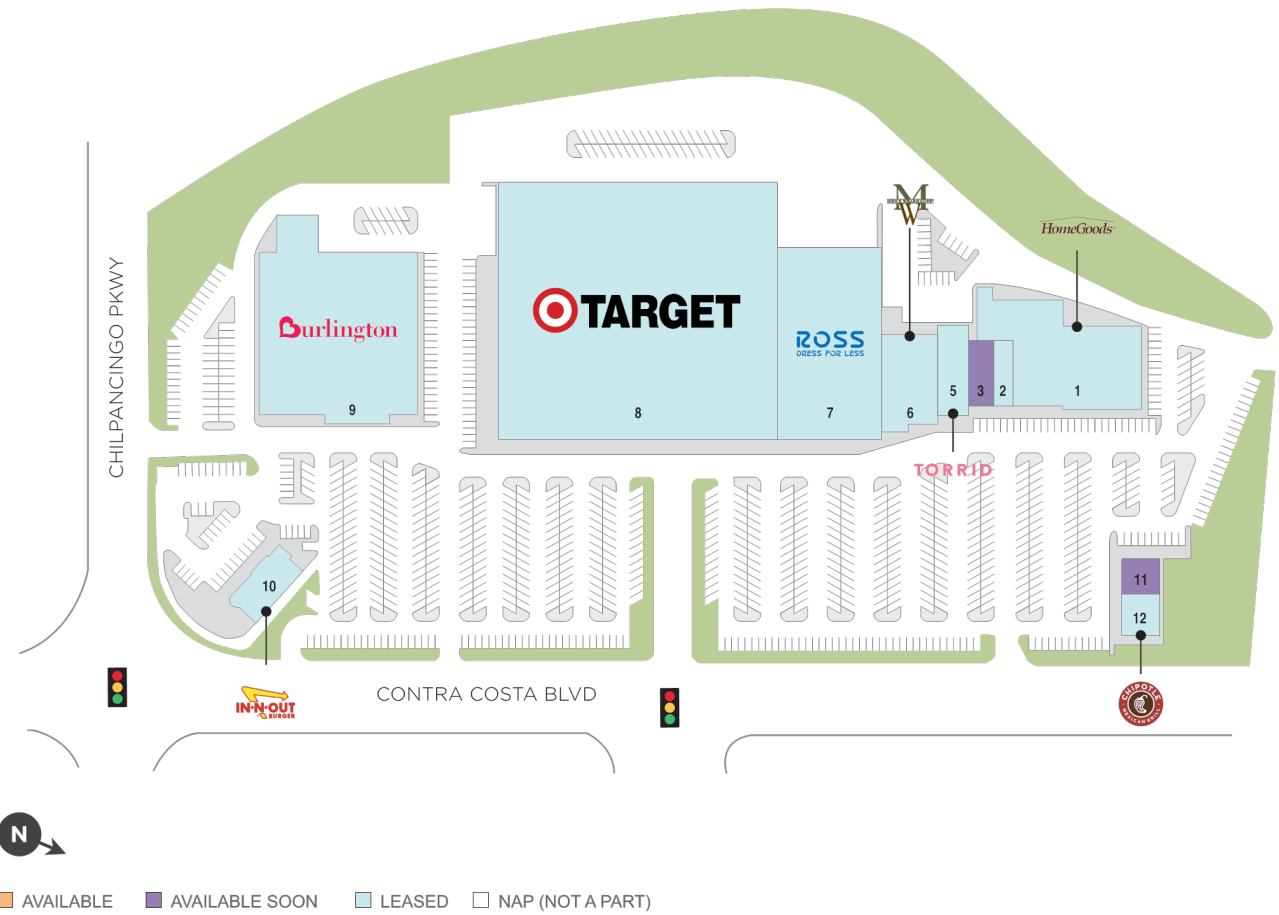 MW
HomeGoods
CHILPANCINGO PKWY
Burlington
TARGET
ROSS
DRESS FOR LESS
9
8
7
6
5
3
2
1
TORRID
10
11
12
IN-N-OUT
BURGER
CONTRA COSTA BLVD
CHIPOTLE
MEXICAN GRILL
N
AVAILABLE
AVAILABLE SOON
LEASED
NAP (NOT A PART)